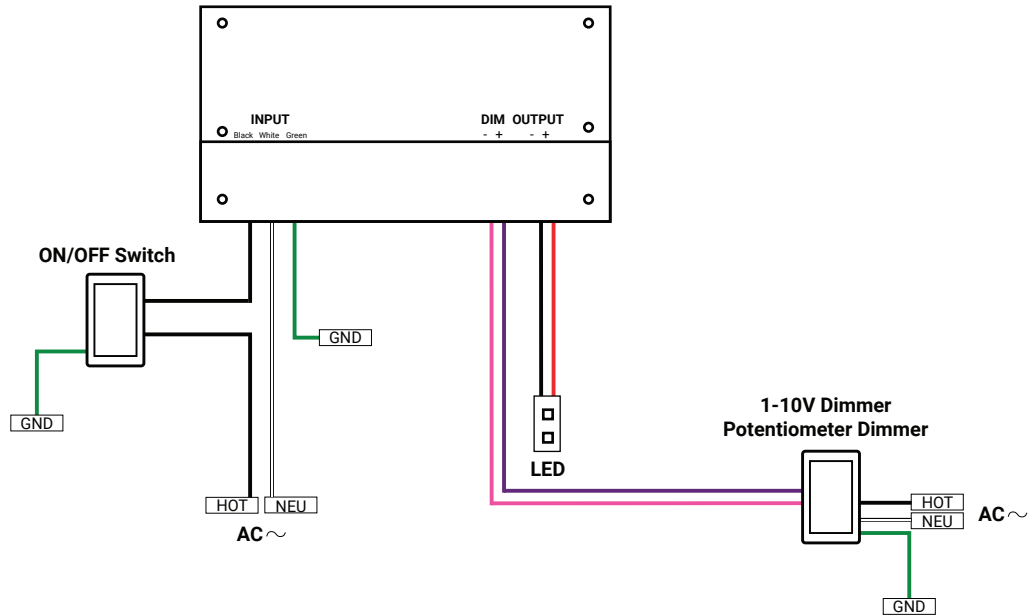 INPUT
Black White Green
DIM OUTPUT
- + - +
ON/OFF Switch
GND
GND
HOT NEU
AC
LED
1-10V Dimmer
Potentiometer Dimmer
HOT
NEU
AC
GND